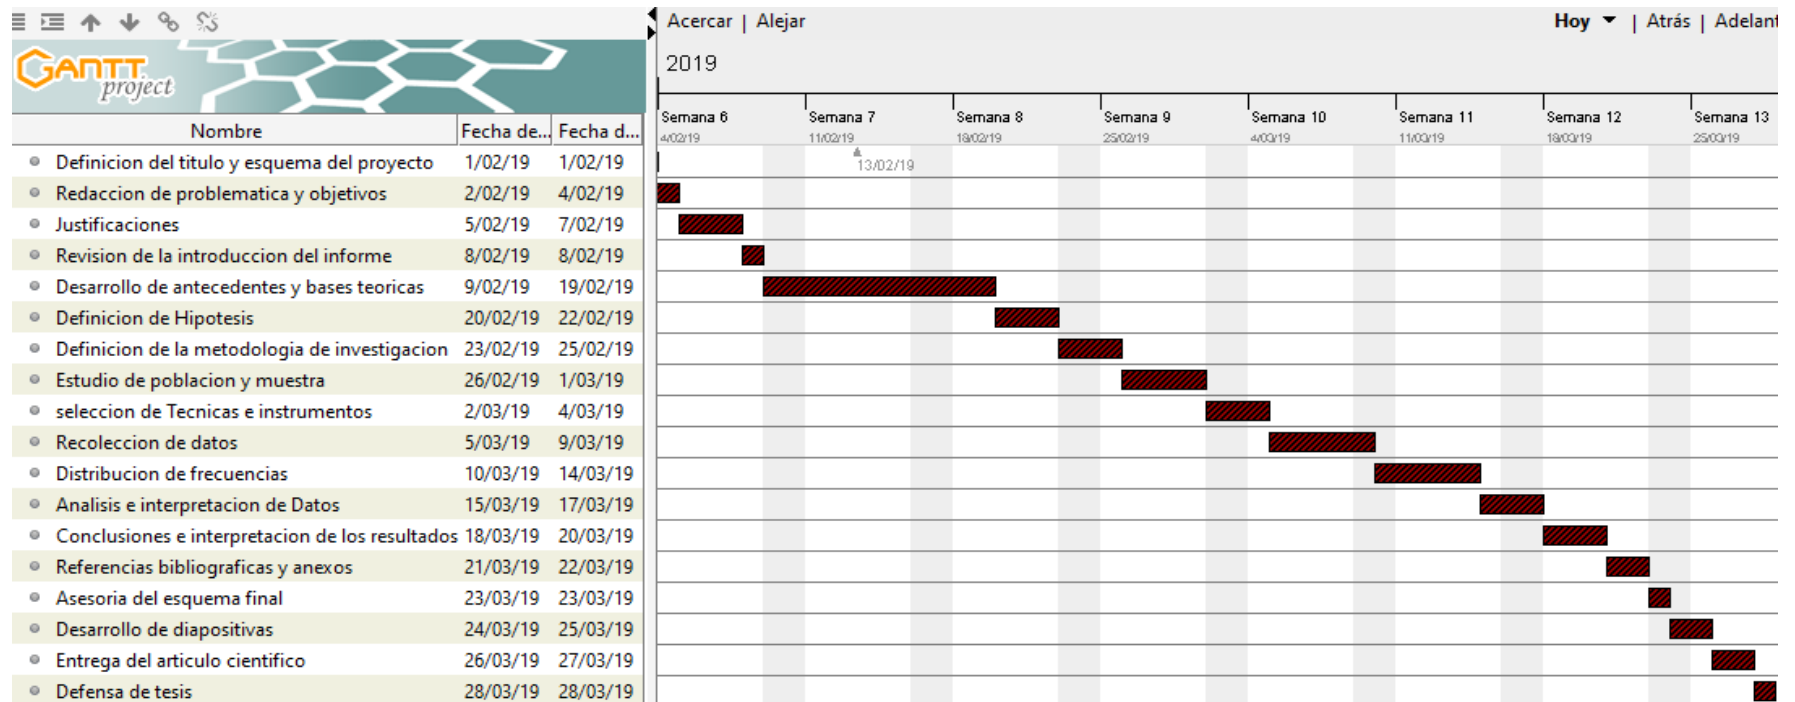 Acercar | Alejar
Hoy | Atrás | Adelant
GANTT
project
2019
Nombre Fecha de... Fecha d...
Semana 6 Semana 7 Semana 8 Semana 9 Semana 10 Semana 11 Semana 12 Semana 13
4/02/19 11/02/19 18/02/19 25/02/19 4/03/19 11/03/19 18/03/19 25/03/19
13/02/19
Definicion del titulo y esquema del proyecto 1/02/19 1/02/19
Redaccion de problematica y objetivos 2/02/19 4/02/19
Justificaciones 5/02/19 7/02/19
Revision de la introduccion del informe 8/02/19 8/02/19
Desarrollo de antecedentes y bases teoricas 9/02/19 19/02/19
Definicion de Hipotesis 20/02/19 22/02/19
Definicion de la metodologia de investigacion 23/02/19 25/02/19
Estudio de poblacion y muestra 26/02/19 1/03/19
seleccion de Tecnicas e instrumentos 2/03/19 4/03/19
Recoleccion de datos 5/03/19 9/03/19
Distribucion de frecuencias 10/03/19 14/03/19
Analisis e interpretacion de Datos 15/03/19 17/03/19
Conclusiones e interpretacion de los resultados 18/03/19 20/03/19
Referencias bibliograficas y anexos 21/03/19 22/03/19
Asesoria del esquema final 23/03/19 23/03/19
Desarrollo de diapositivas 24/03/19 25/03/19
Entrega del articulo cientifico 26/03/19 27/03/19
Defensa de tesis 28/03/19 28/03/19